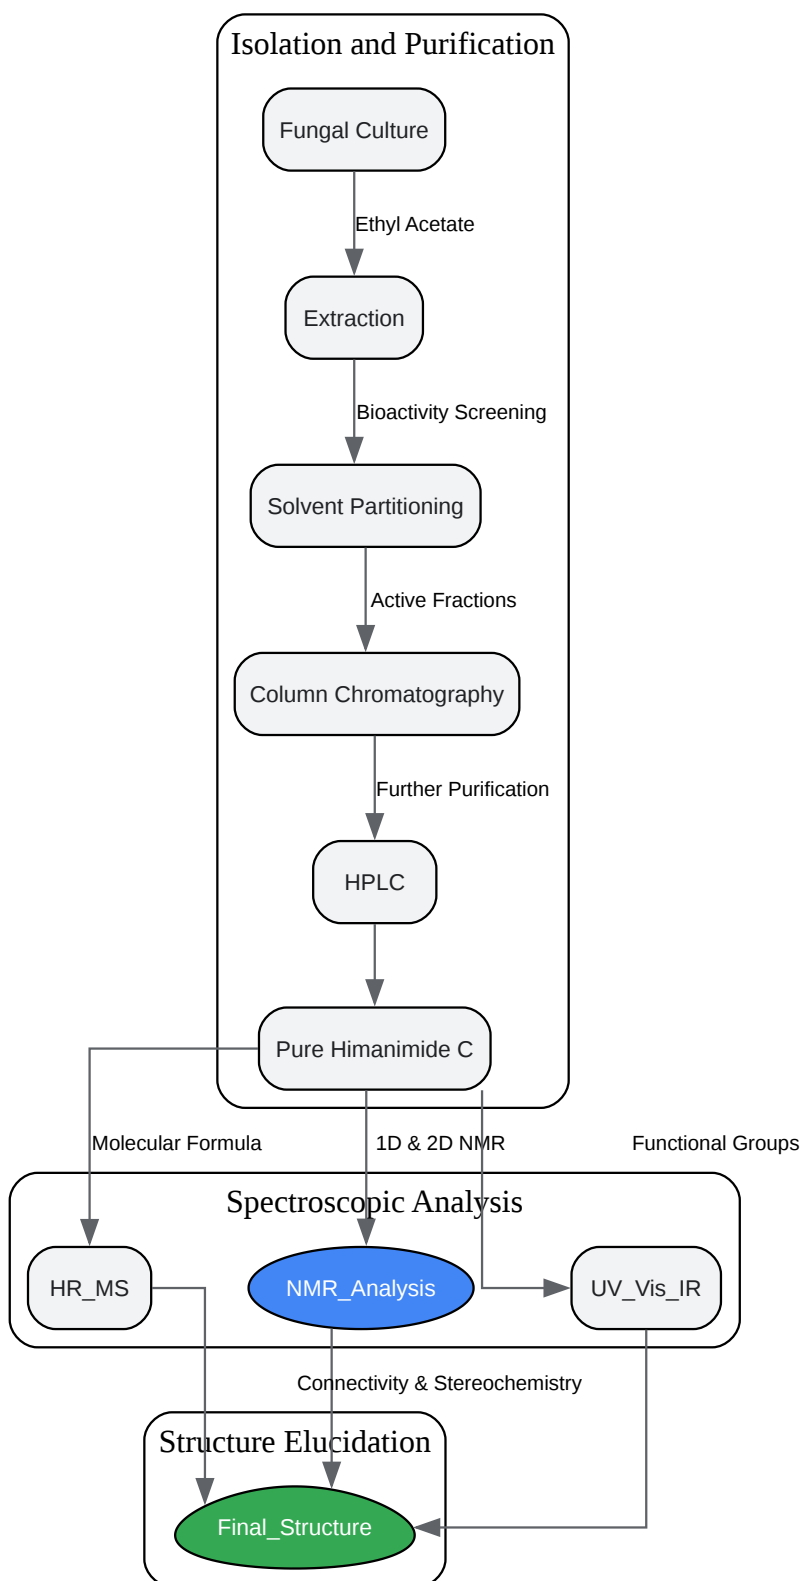 Isolation and Purification
Fungal Culture
Ethyl Acetate
Extraction
Bioactivity Screening
Solvent Partitioning
Active Fractions
Column Chromatography
Further Purification
HPLC
Pure Himanimide C
Molecular Formula
1D & 2D NMR
Functional Groups
Spectroscopic Analysis
HR_MS
NMR_Analysis
UV_Vis_IR
Connectivity & Stereochemistry
Structure Elucidation
Final_Structure